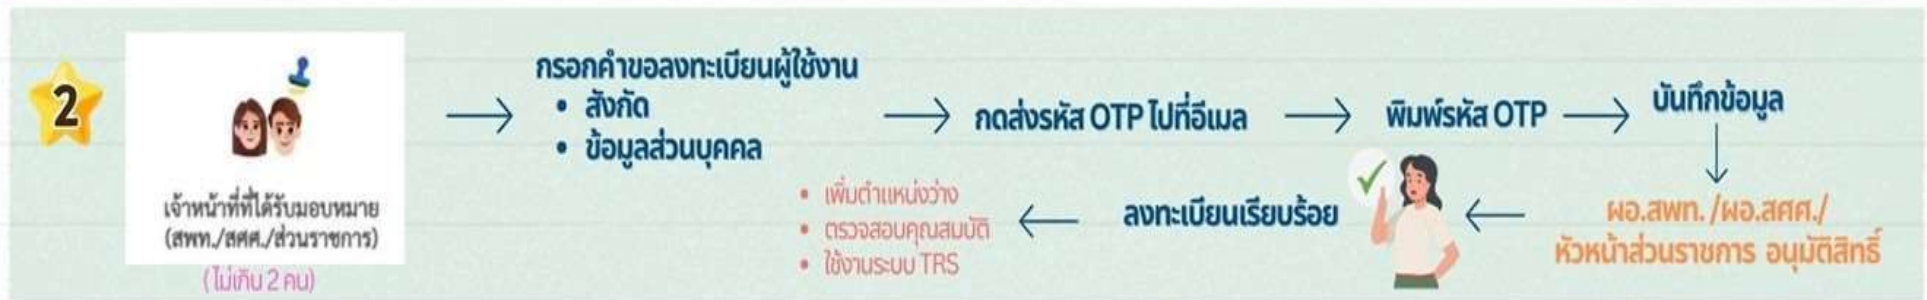 2
เจ้าหน้าที่ที่ได้รับมอบหมาย
(สพท./สศศ./ส่วนราชการ)
(ไม่เกิน 2 คน)
กรอกคำขอลงทะเบียนผู้ใช้งาน
• สังกัด
• ข้อมูลส่วนบุคคล
กดส่งรหัส OTP ไปที่อีเมล
พิมพ์รหัส OTP
บันทึกข้อมูล
ผอ.สพท. /ผอ.สศศ./
หัวหน้าส่วนราชการ อนุมัติสิทธิ์
ลงทะเบียนเรียบร้อย
• เพิ่มตำแหน่งว่าง
• ตรวจสอบคุณสมบัติ
• ใช้งานระบบ TRS